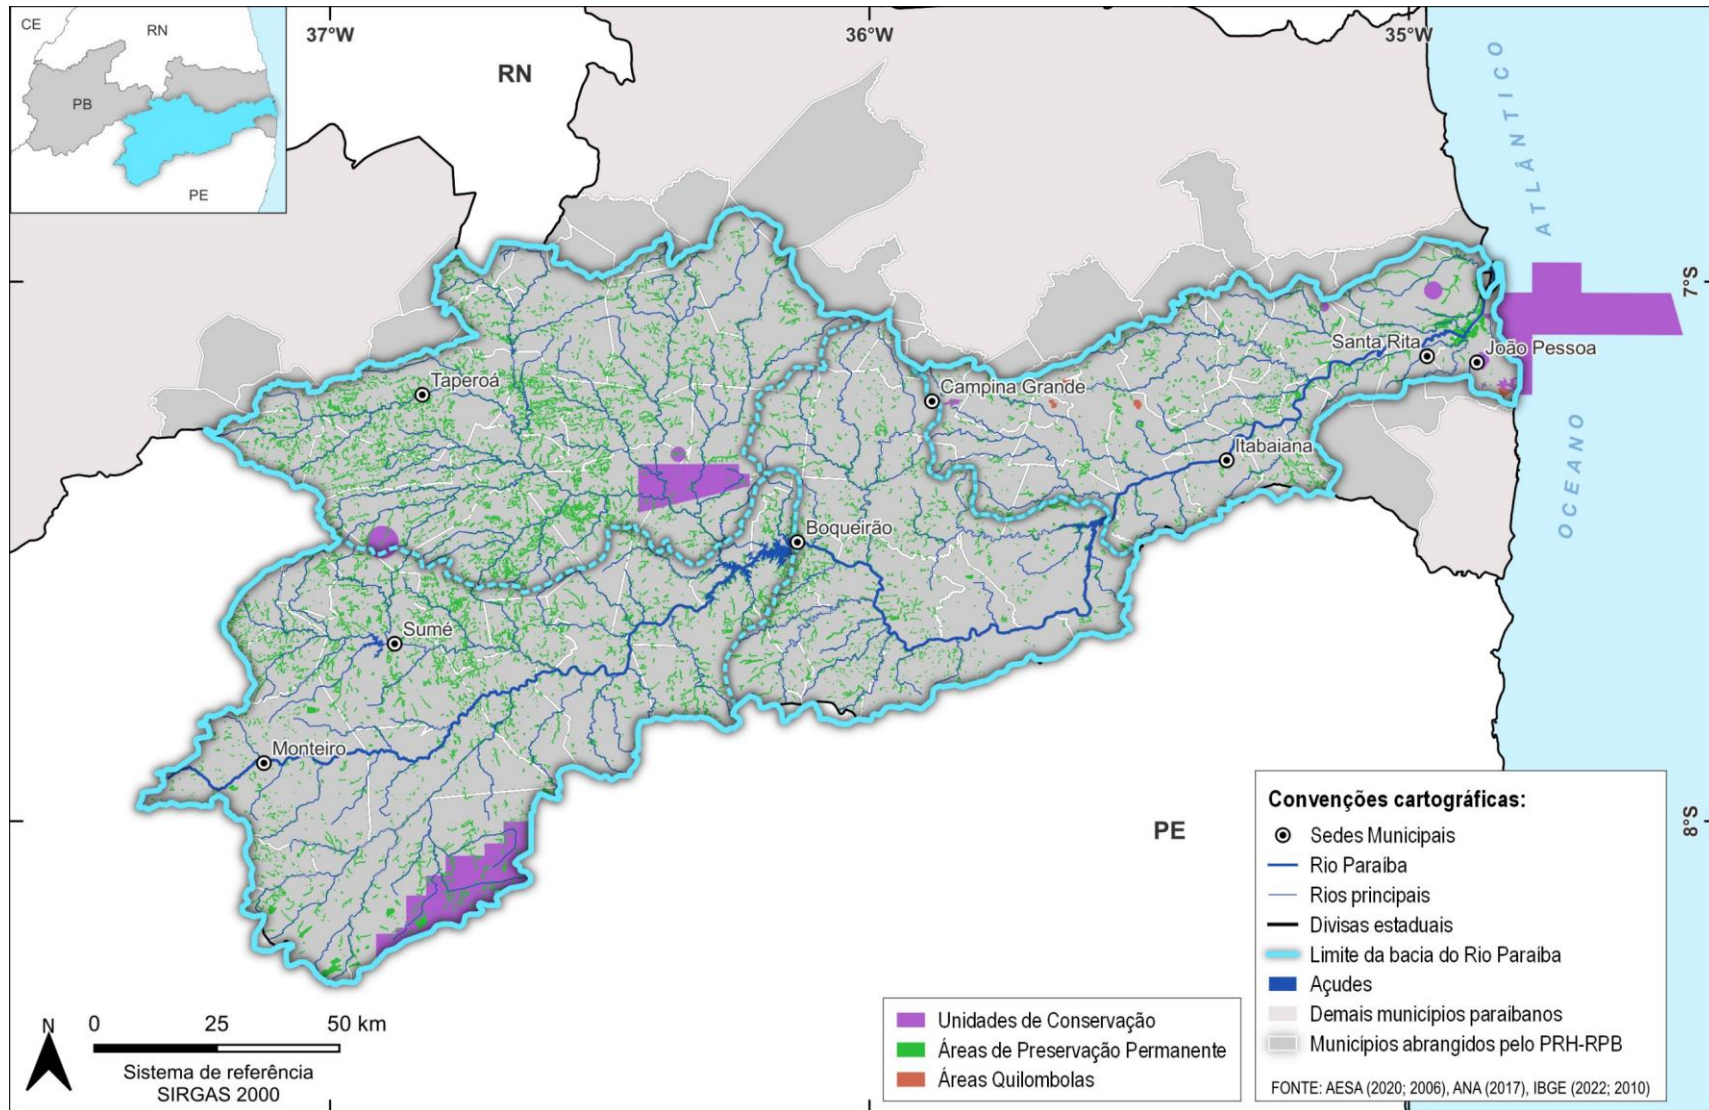 CE
RN
PB
PE
37°W
36°W
35°W
RN
ATLÂNTICO
7°S
Santa Rita
João Pessoa
Taperoá
Campina Grande
Itabaiana
OCEANO
Boqueirão
Sumé
Monteiro
PE
8°S
N
0 25 50 km
Sistema de referência
SIRGAS 2000
Unidades de Conservação
Áreas de Preservação Permanente
Áreas Quilombolas
Convenções cartográficas:
Sedes Municipais
Rio Paraíba
Rios principais
Divisas estaduais
Limite da bacia do Rio Paraíba
Açudes
Demais municípios paraibanos
Municípios abrangidos pelo PRH-RPB
FONTE: AESA (2020; 2006), ANA (2017), IBGE (2022; 2010)